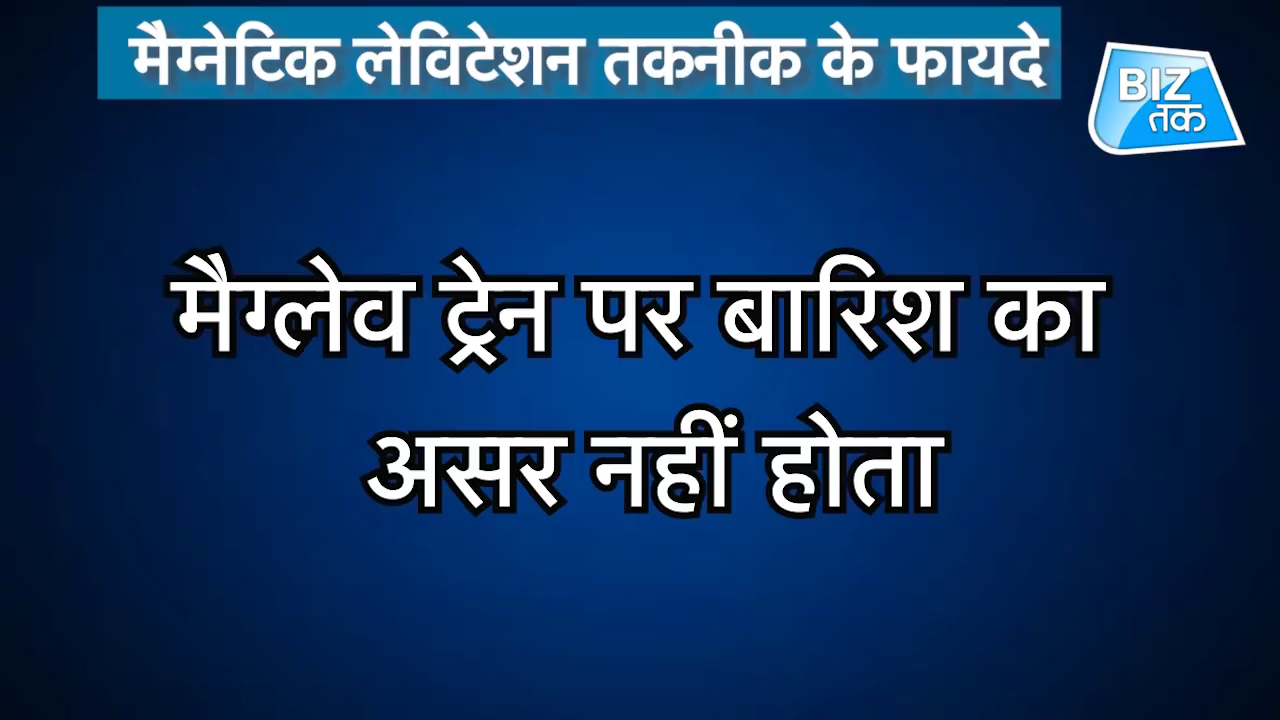 मैग्नेटिक लेविटेशन तकनीक के फायदे
BIZ
तक
मैग्लेव ट्रेन पर बारिश का
असर नहीं होता